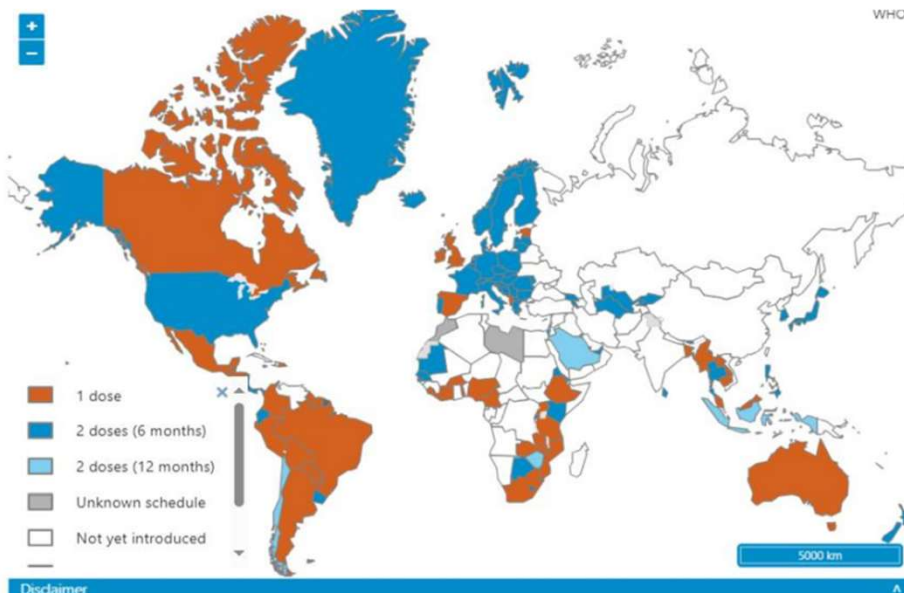 WHO
+
−
1 dose
2 doses (6 months)
2 doses (12 months)
Unknown schedule
Not yet introduced
5000 km
Disclaimer